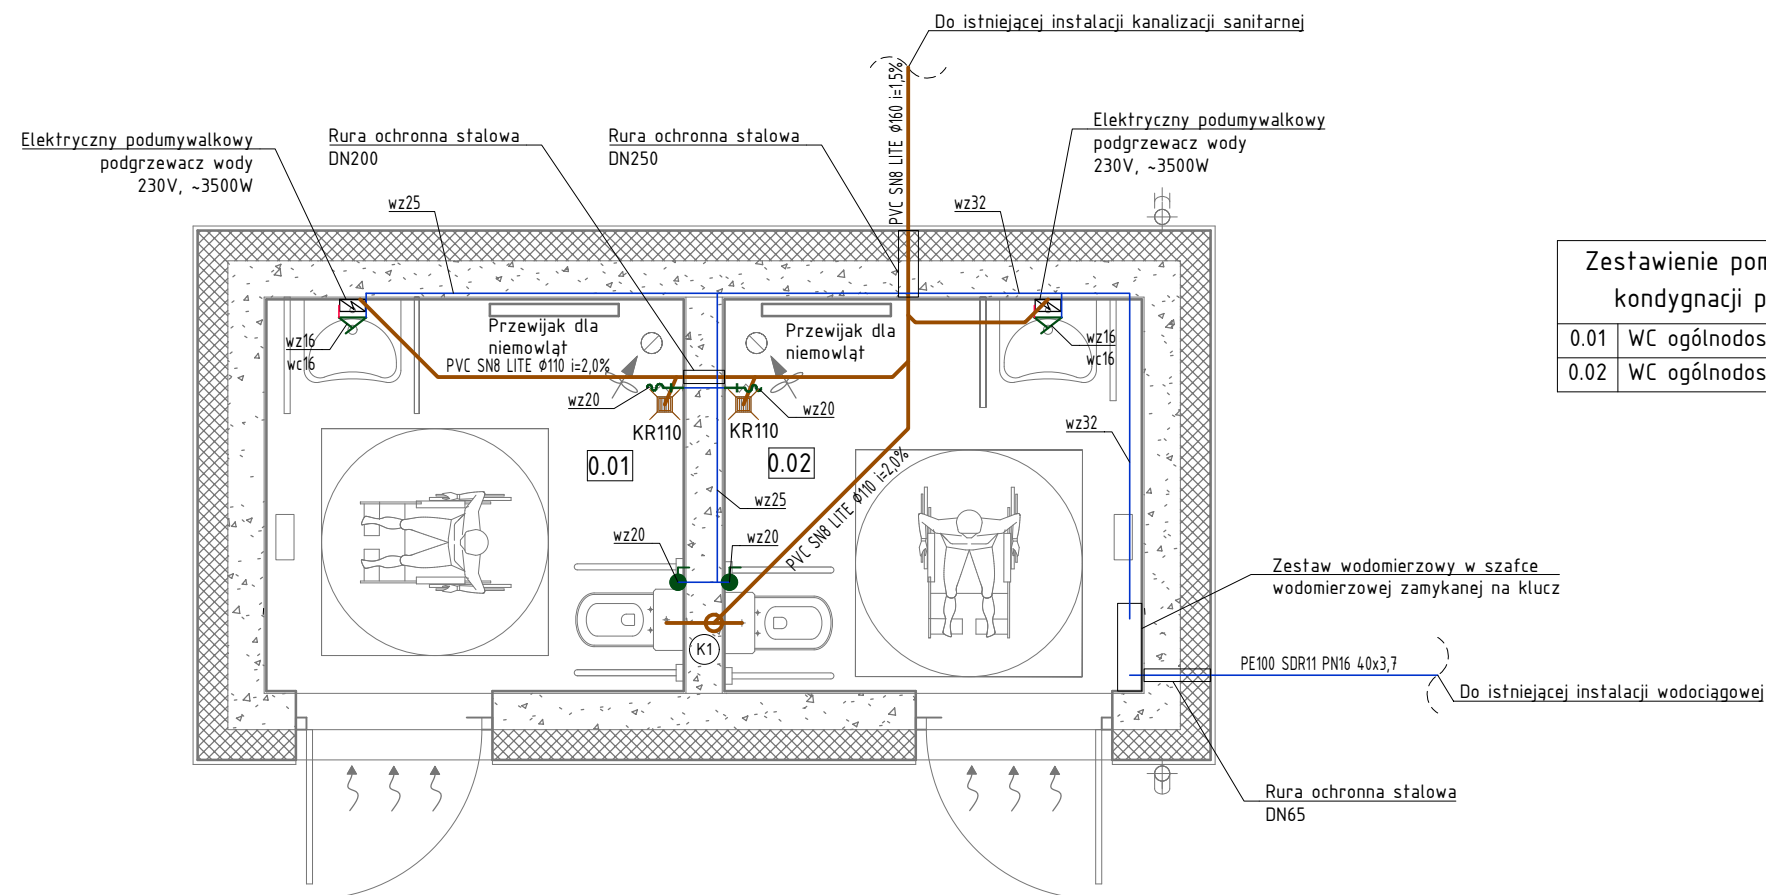 Do istniejącej instalacji kanalizacji sanitarnej
PVC SN8 LITE Φ160 i=1,5%
Elektryczny podumywalkowy
podgrzewacz wody
230V, ~3500W
Rura ochronna stalowa
DN200
Rura ochronna stalowa
DN250
Elektryczny podumywalkowy
podgrzewacz wody
230V, ~3500W
wz25
wz32
Zestawienie pom
kondygnacji p
0.01 WC ogólnodos
0.02 WC ogólnodos
wz16
wc16
Przewijak dla
niemowląt
PVC SN8 LITE Φ110 i=2,0%
Przewijak dla
niemowląt
wz16
wc16
wz20
wz20
KR110
KR110
wz32
0.01
0.02
PVC SN8 LITE Φ110 i=2,0%
wz25
wz20
wz20
K1
Zestaw wodomierzowy w szafce
wodomierzowej zamykanej na klucz
PE100 SDR11 PN16 40x3,7
Do istniejącej instalacji wodociągowej
Rura ochronna stalowa
DN65